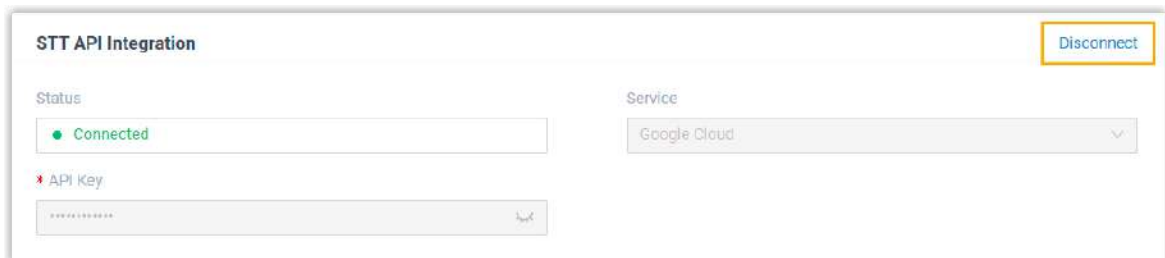 STT API Integration
Disconnect
Status
Service
Connected
Google Cloud
* API Key
••••••••••••